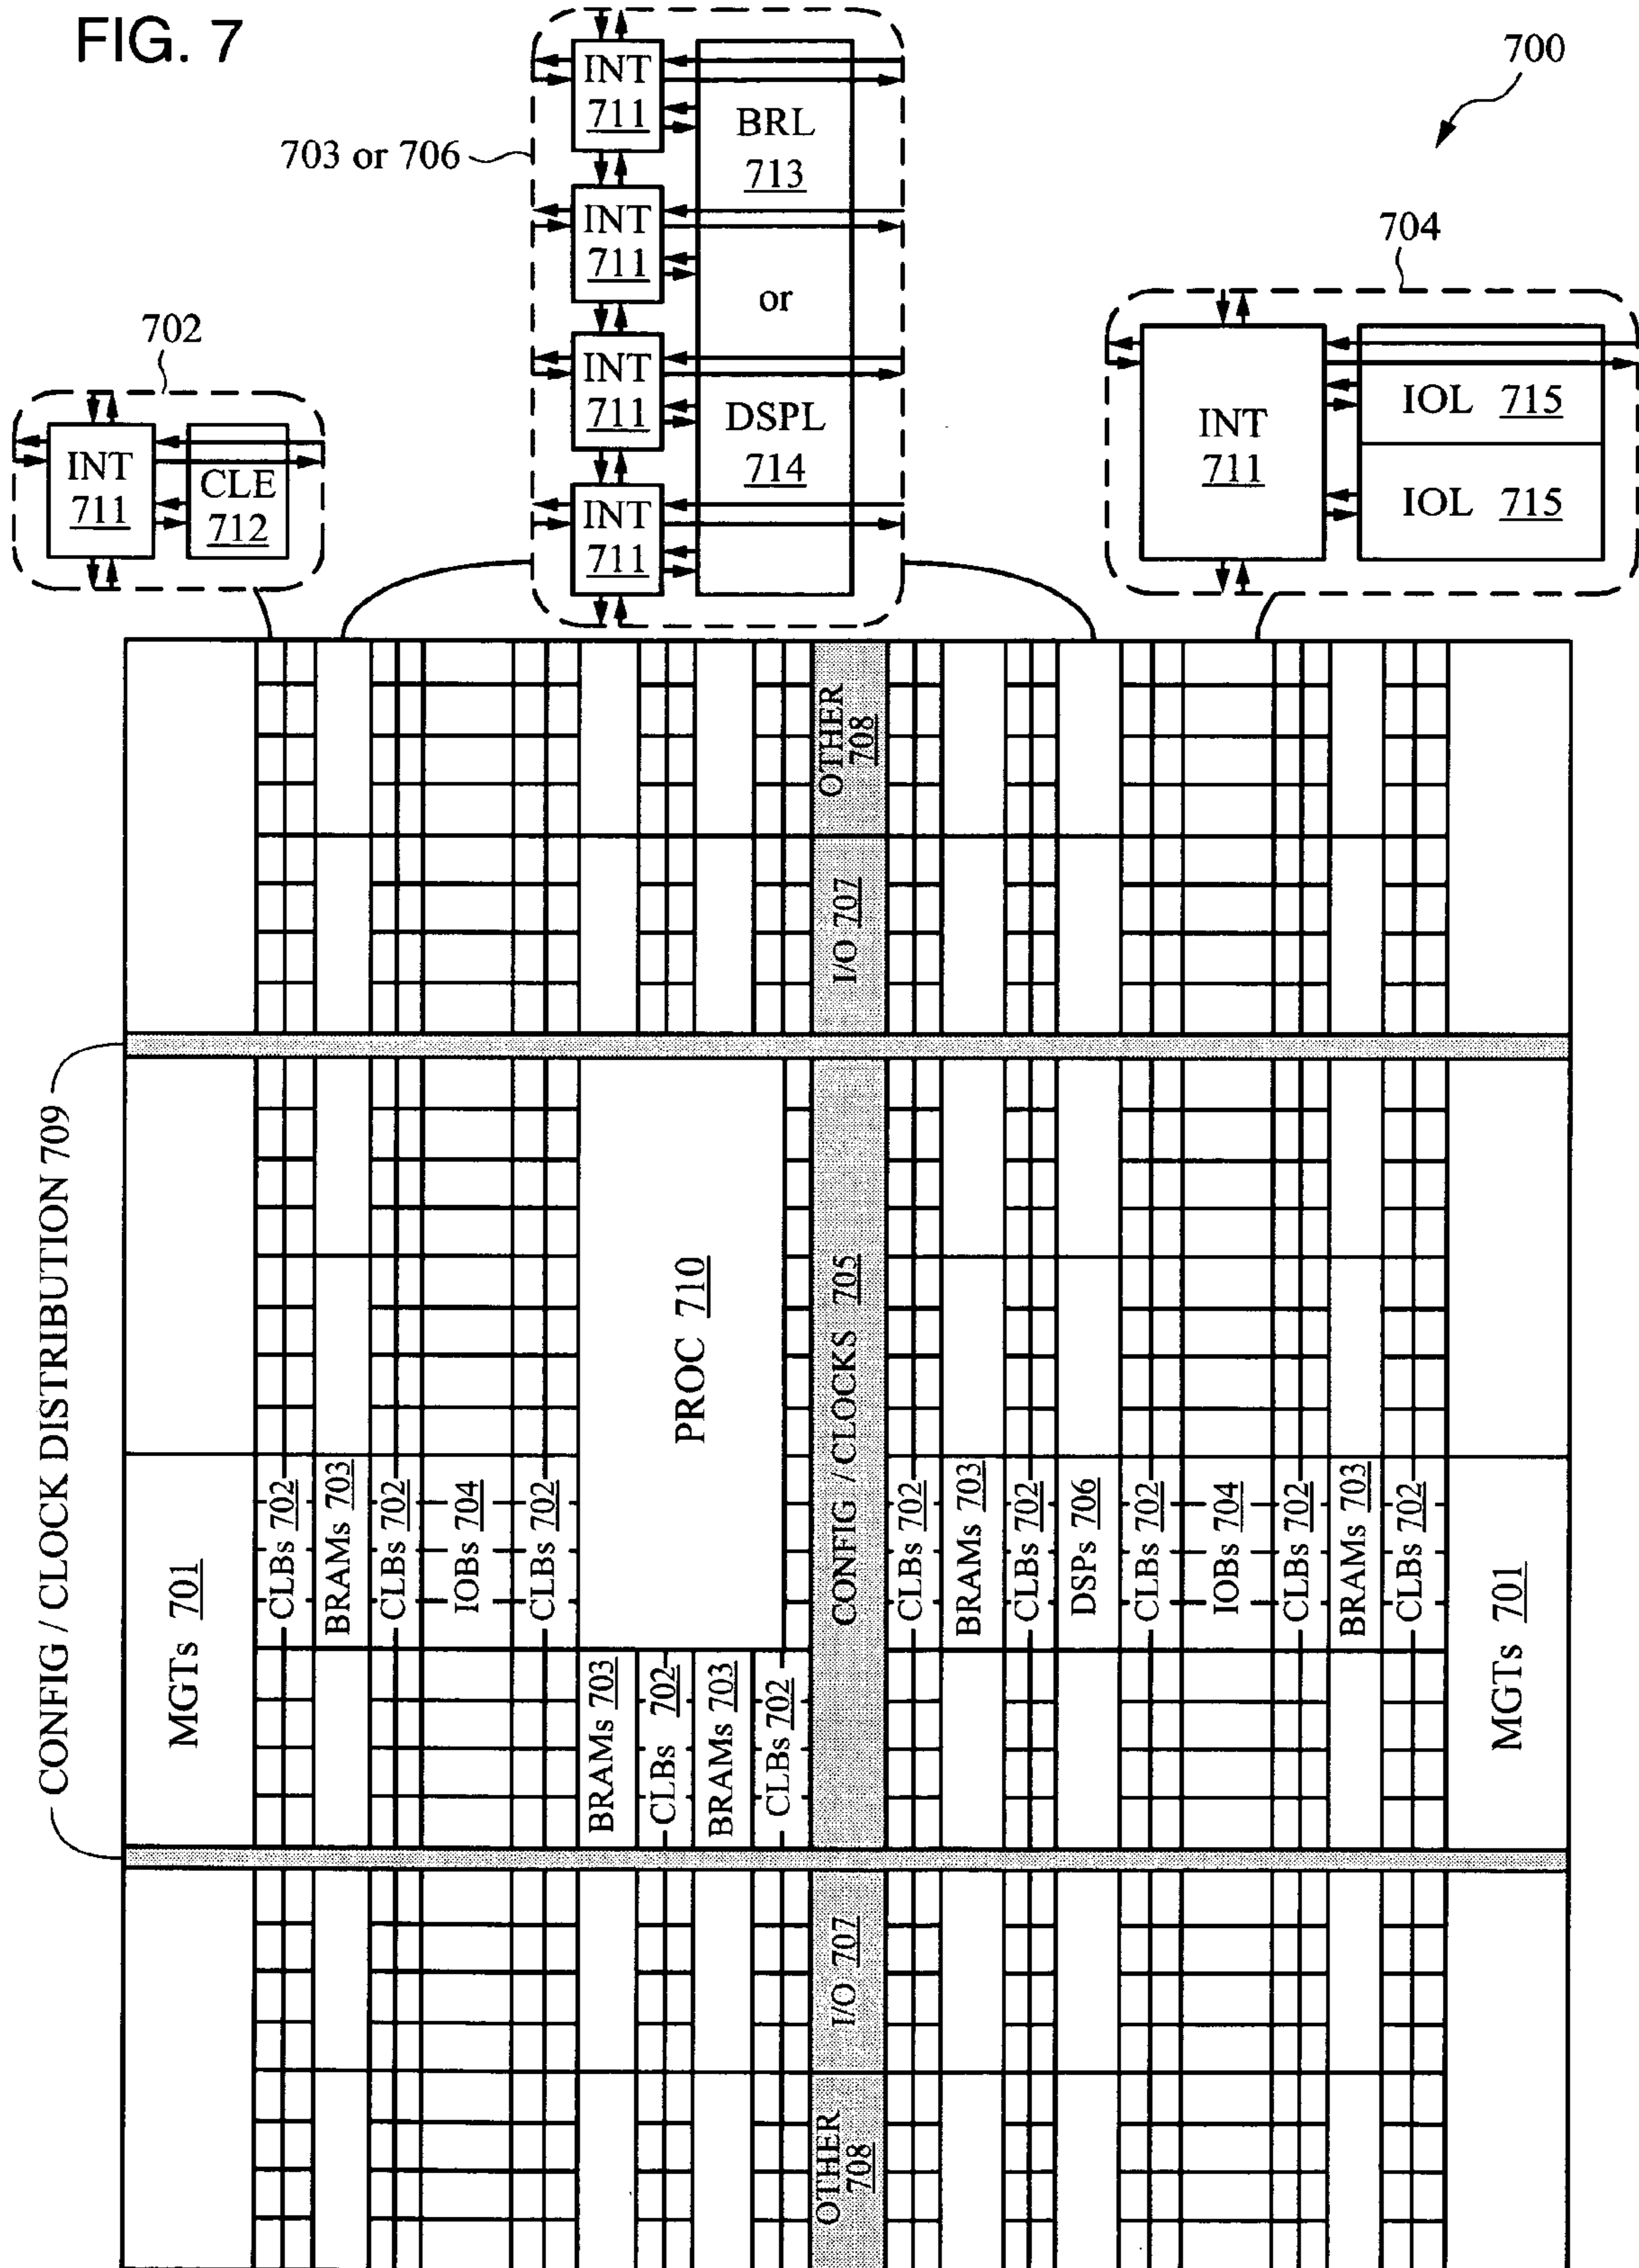 FIG. 7
700
703 or 706
INT
711
INT
711
INT
711
INT
711
BRL
713
or
DSPL
714
704
INT
711
IOL 715
IOL 715
702
INT
711
CLE
712
OTHER
708
I/O 707
CONFIG / CLOCK DISTRIBUTION 709
PROC 710
CONFIG / CLOCKS 705
MGTs 701
CLBs 702
BRAMs 703
CLBs 702
IOBs 704
CLBs 702
BRAMs 703
CLBs 702
BRAMs 703
CLBs 702
CLBs 702
BRAMs 703
CLBs 702
DSPs 706
CLBs 702
IOBs 704
CLBs 702
BRAMs 703
CLBs 702
MGTs 701
I/O 707
OTHER
708